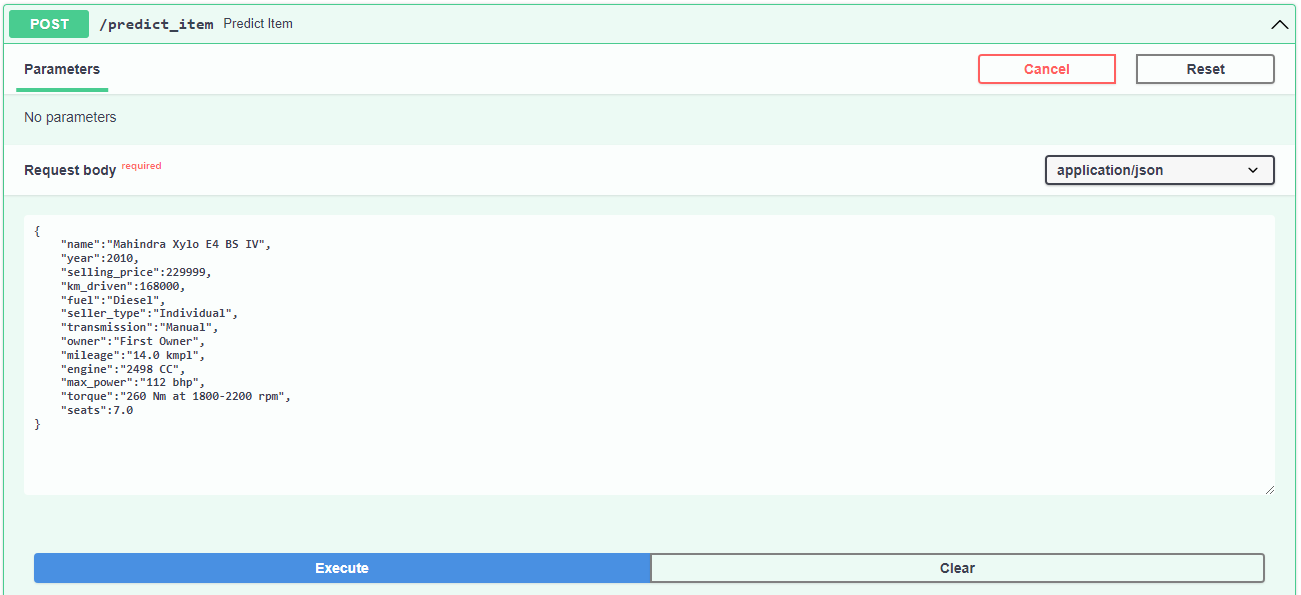 POST /predict_item Predict Item
Parameters
Cancel
Reset
No parameters
Request body required
application/json
{
    "name":"Mahindra Xylo E4 BS IV",
    "year":2010,
    "selling_price":229999,
    "km_driven":168000,
    "fuel":"Diesel",
    "seller_type":"Individual",
    "transmission":"Manual",
    "owner":"First Owner",
    "mileage":"14.0 kmpl",
    "engine":"2498 CC",
    "max_power":"112 bhp",
    "torque":"260 Nm at 1800-2200 rpm",
    "seats":7.0
}
Execute
Clear